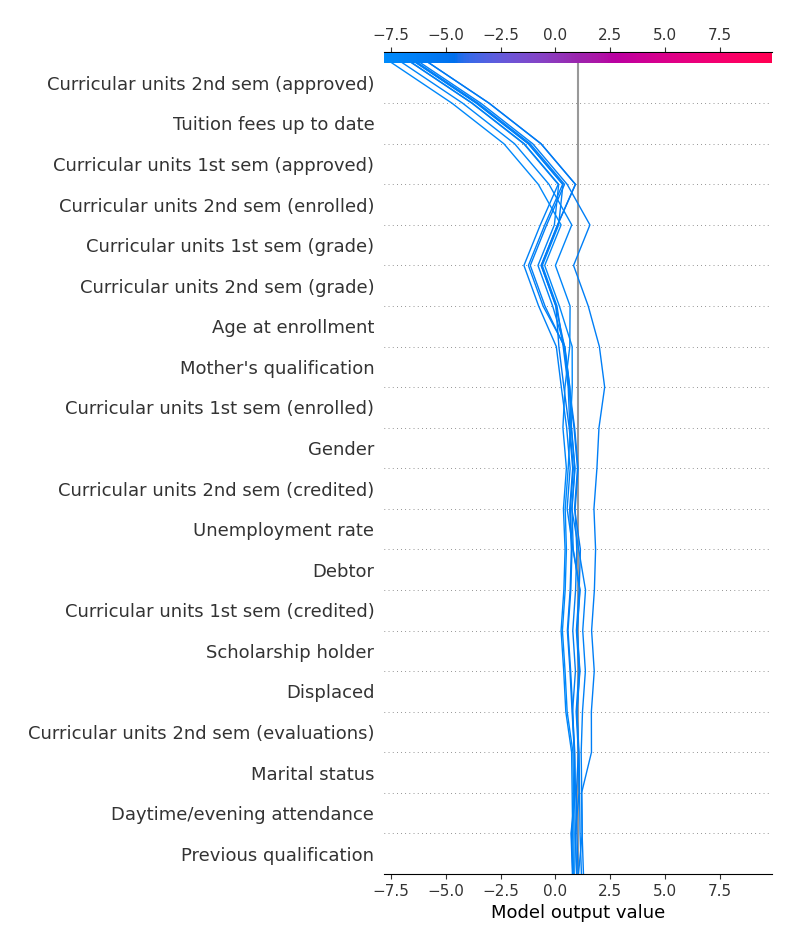 −7.5 −5.0 −2.5 0.0 2.5 5.0 7.5
Curricular units 2nd sem (approved)
Tuition fees up to date
Curricular units 1st sem (approved)
Curricular units 2nd sem (enrolled)
Curricular units 1st sem (grade)
Curricular units 2nd sem (grade)
Age at enrollment
Mother's qualification
Curricular units 1st sem (enrolled)
Gender
Curricular units 2nd sem (credited)
Unemployment rate
Debtor
Curricular units 1st sem (credited)
Scholarship holder
Displaced
Curricular units 2nd sem (evaluations)
Marital status
Daytime/evening attendance
Previous qualification
−7.5 −5.0 −2.5 0.0 2.5 5.0 7.5
Model output value